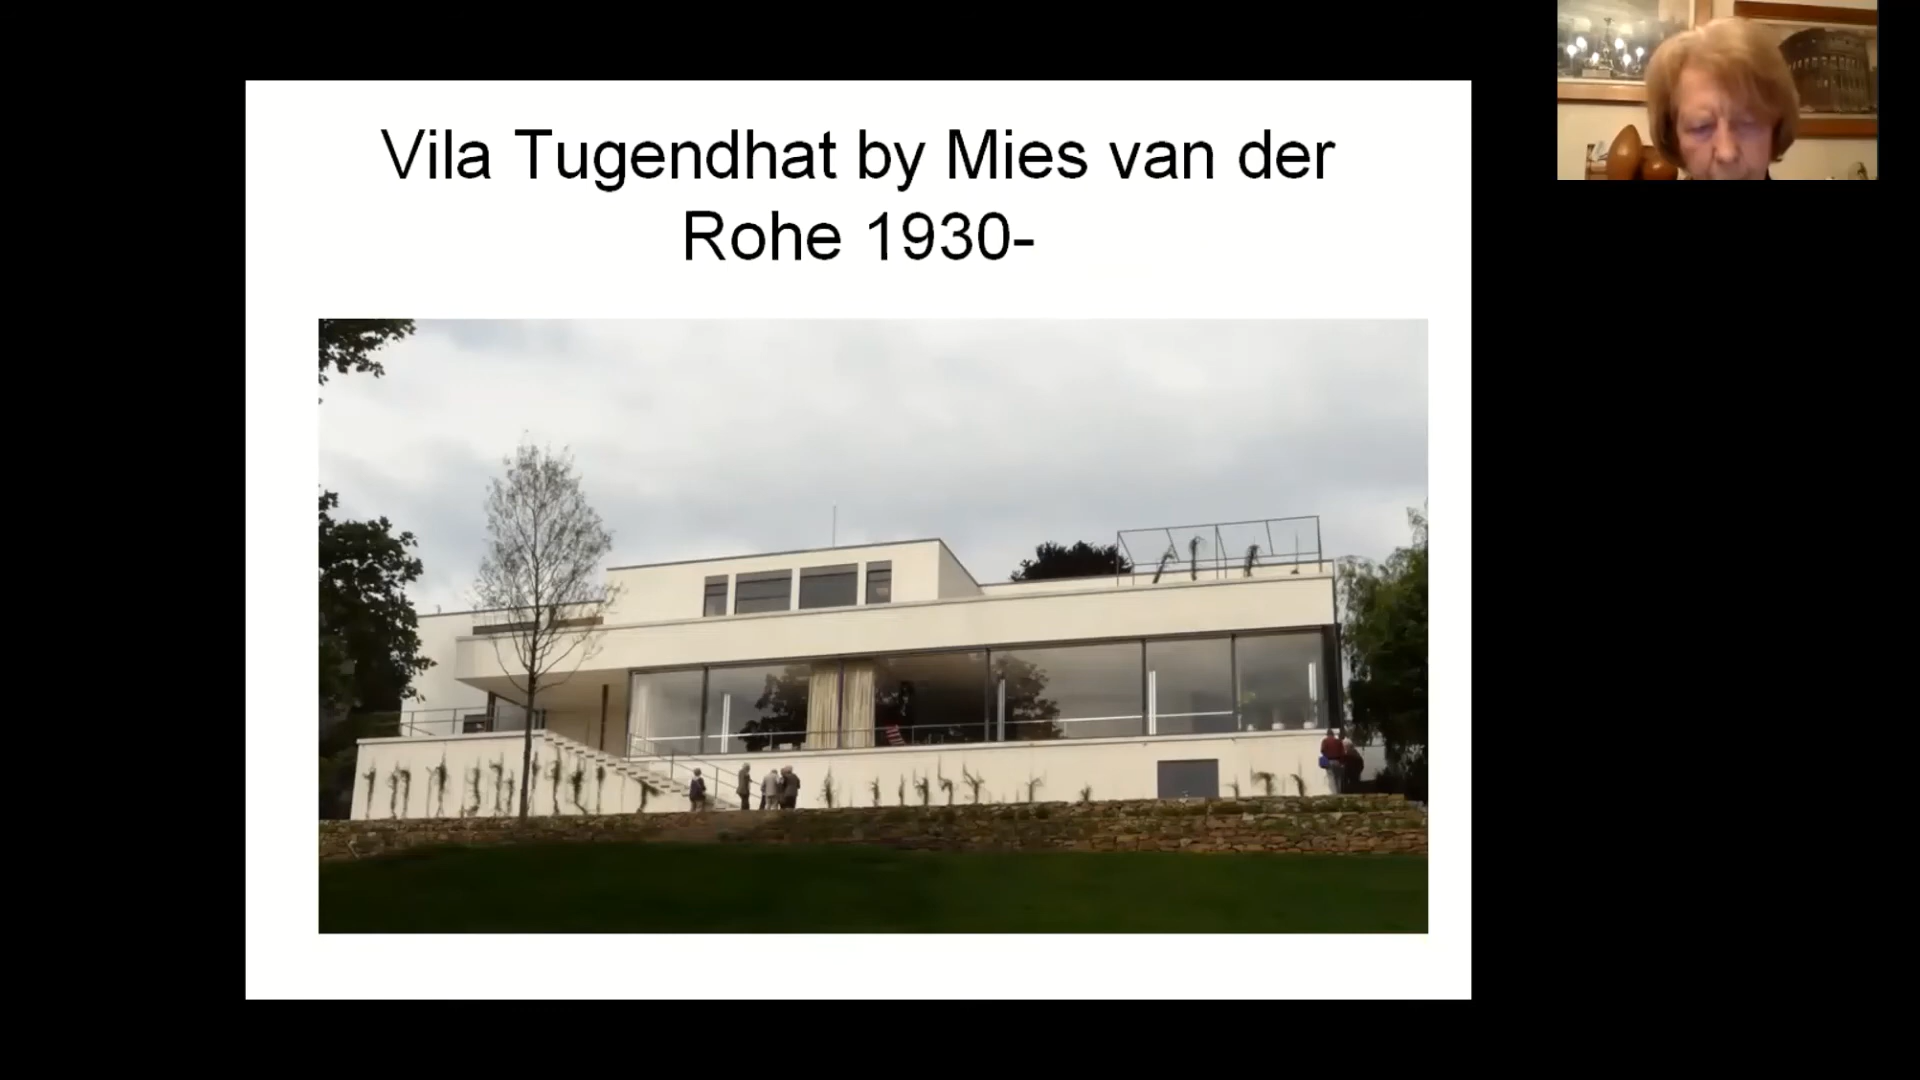 Vila Tugendhat by Mies van der
Rohe 1930-